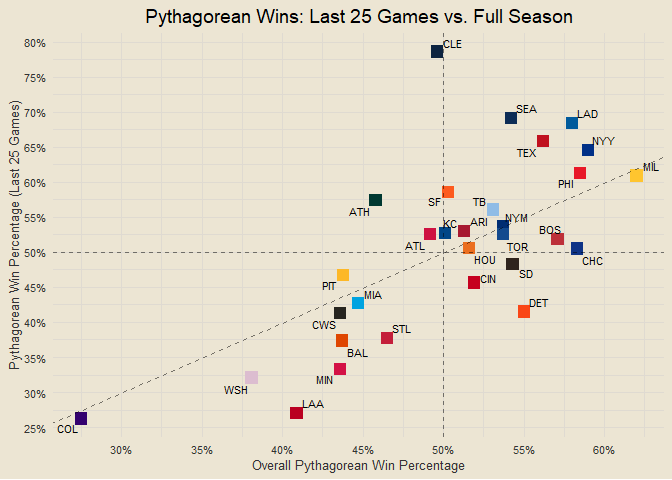 Pythagorean Wins: Last 25 Games vs. Full Season
Pythagorean Win Percentage (Last 25 Games)
80%
75%
70%
65%
60%
55%
50%
45%
40%
35%
30%
25%
CLE
SEA
LAD
TEX
NYY
MIL
PHI
SF
TB
ATH
NYM
KC
ARI
ATL
BOS
TOR
HOU
CHC
SD
PIT
CIN
MIA
DET
CWS
STL
BAL
MIN
WSH
LAA
COL
30%
35%
40%
45%
50%
55%
60%
Overall Pythagorean Win Percentage